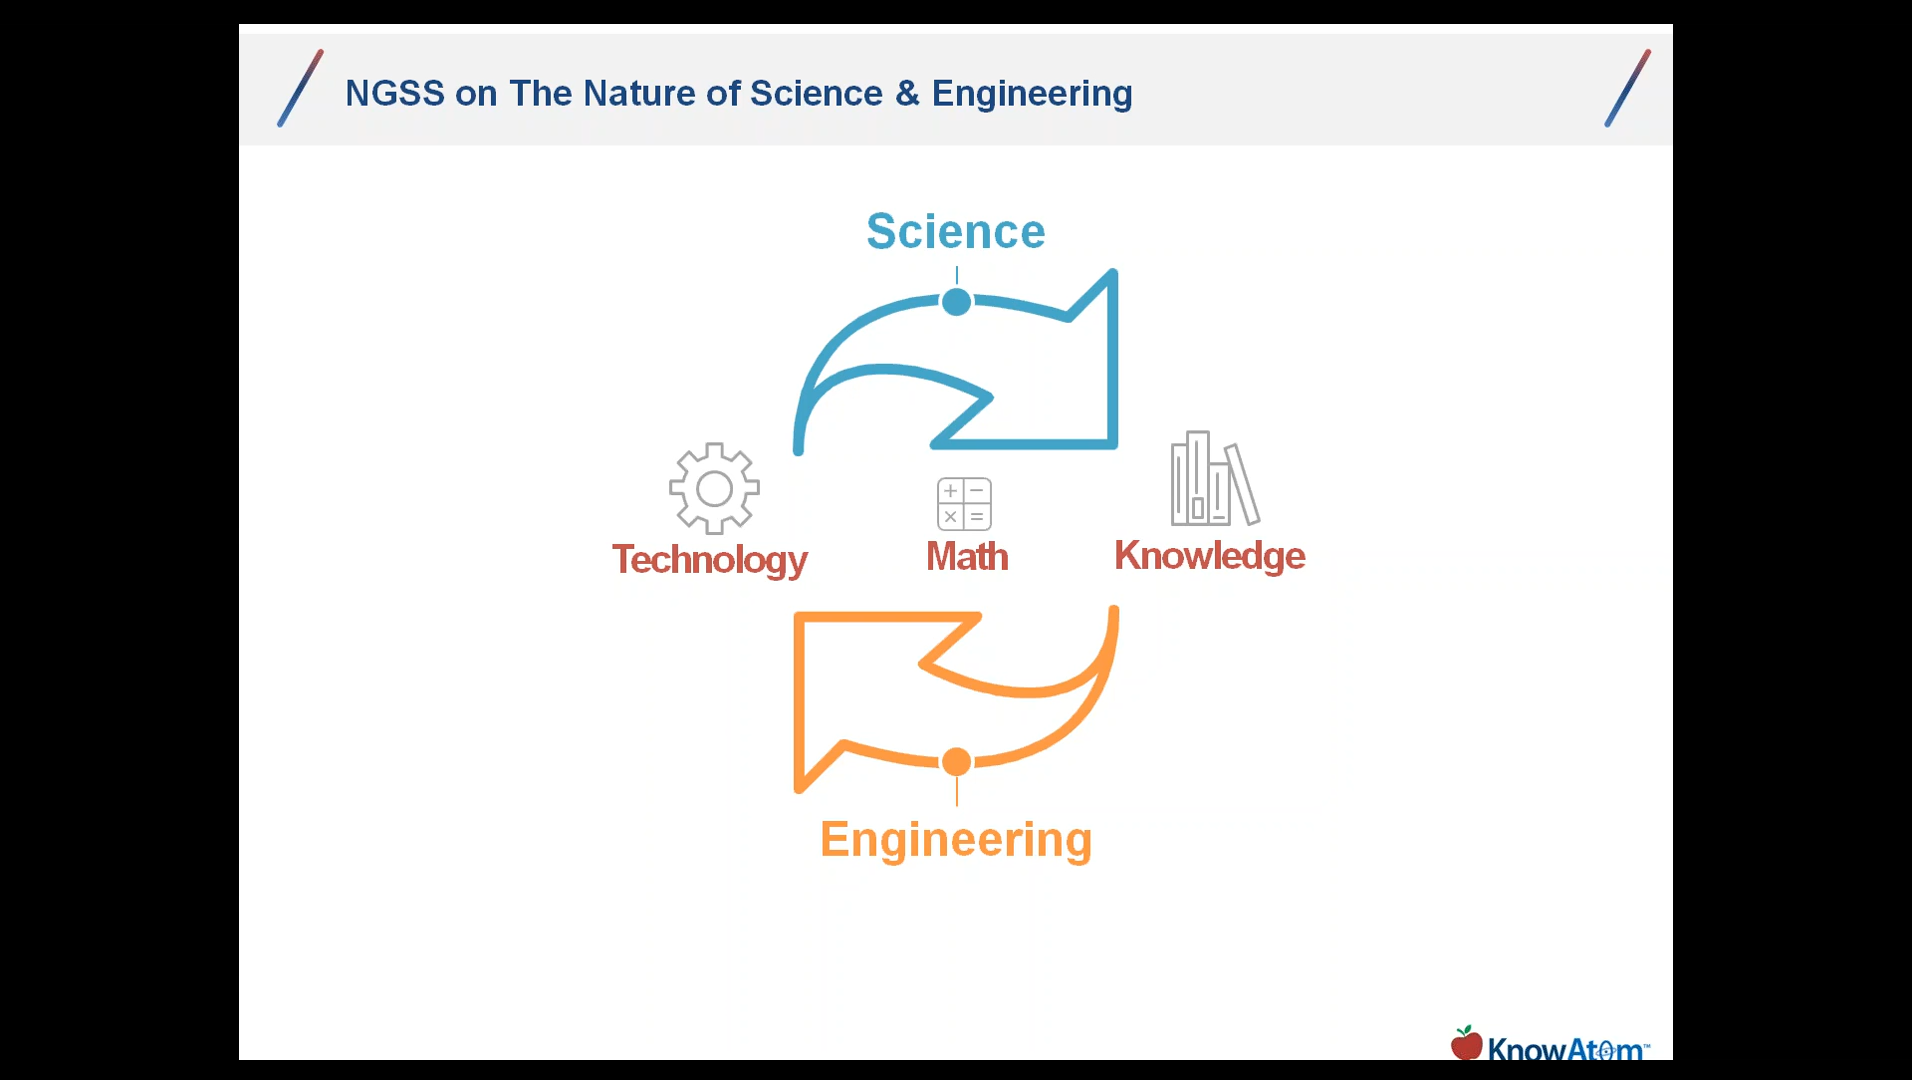 NGSS on The Nature of Science & Engineering
Science
+ −
× =
Technology
Math
Knowledge
Engineering
KnowAtom™